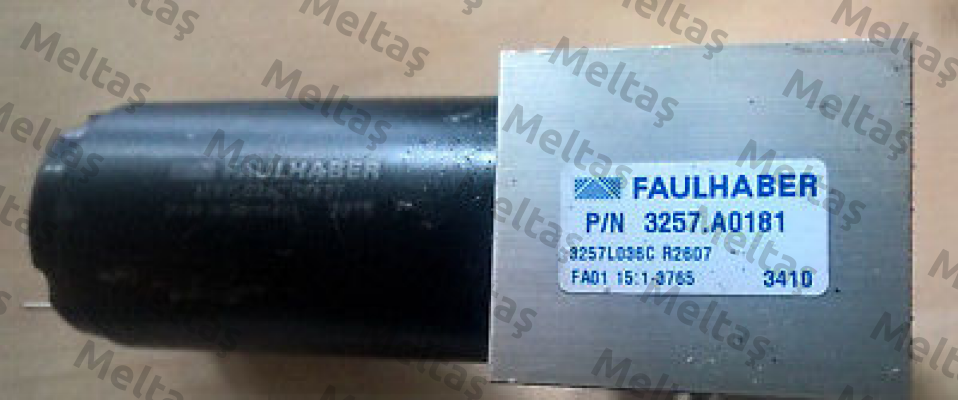 FAULHABER
FAULHABER
P/N 3257.A0181
3257L036C R2607
FA01 15:1-3765 3410
Meltaş